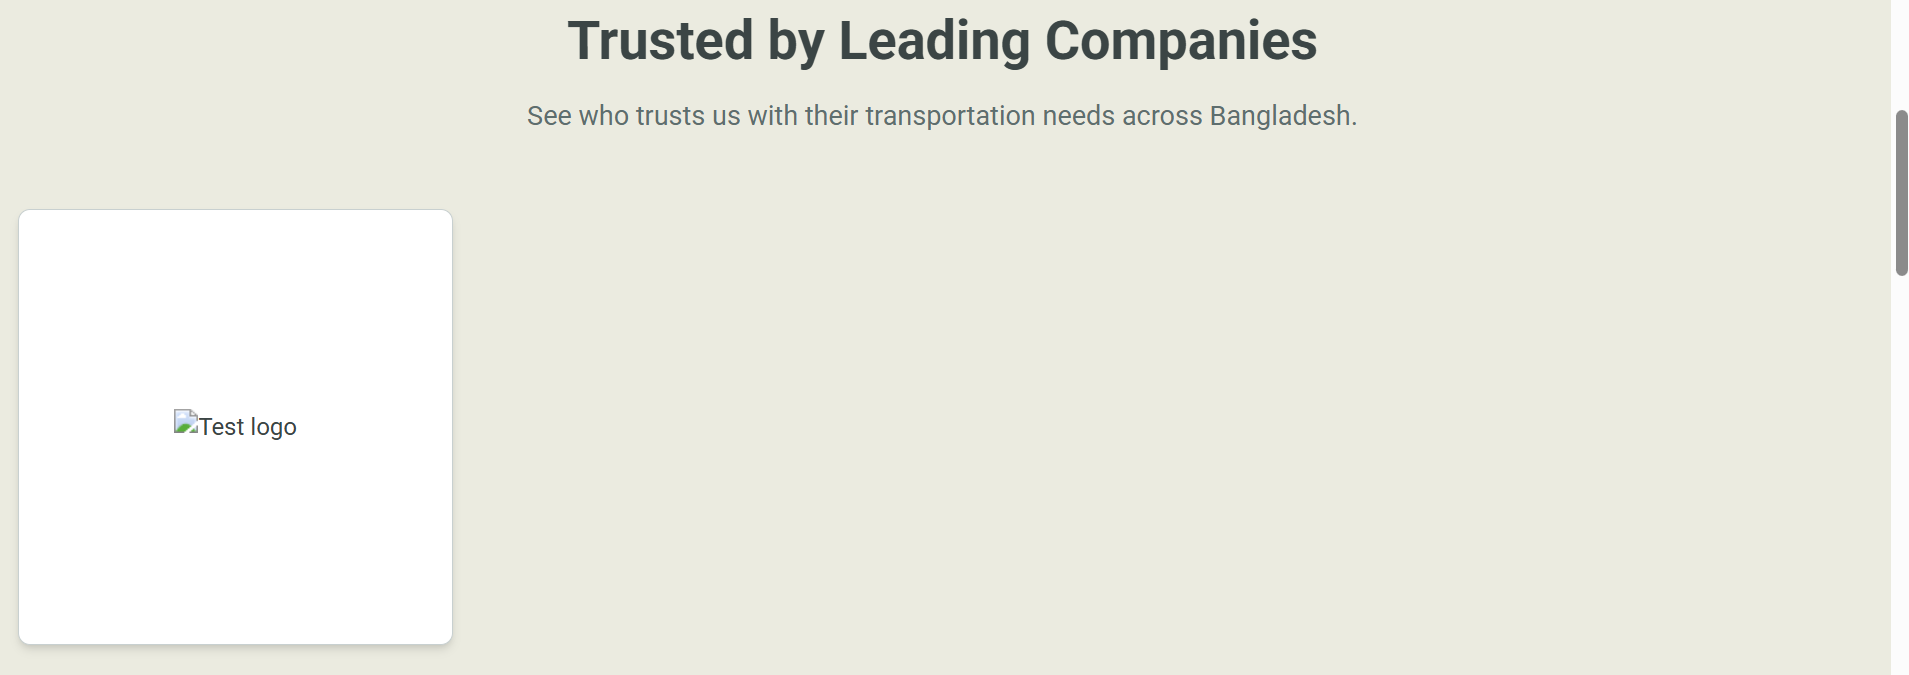 Trusted by Leading Companies
See who trusts us with their transportation needs across Bangladesh.
Test logo